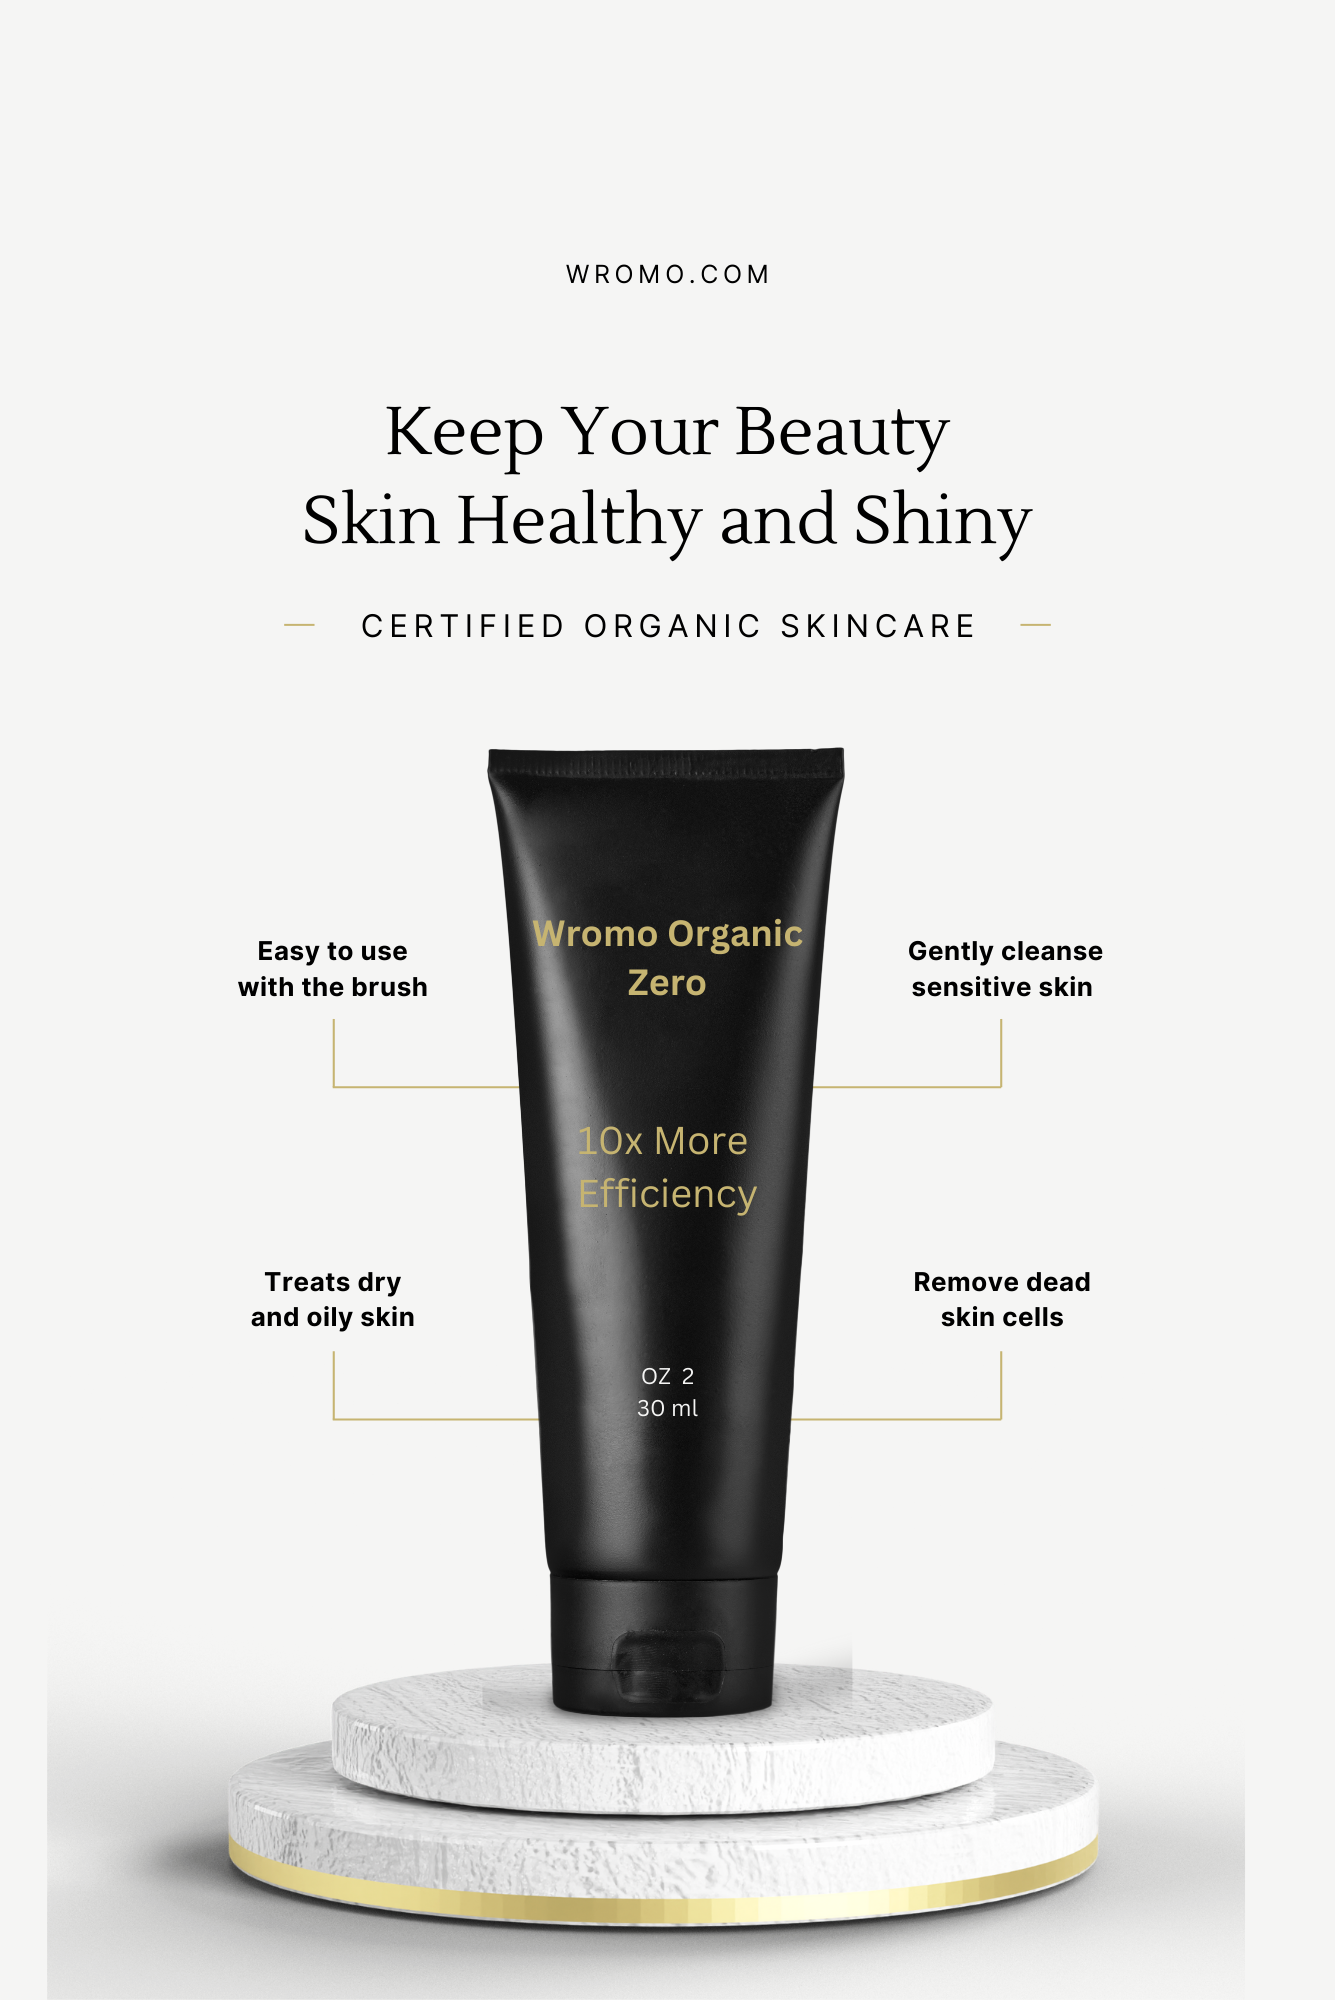 WROMO.COM
Keep Your Beauty
Skin Healthy and Shiny
CERTIFIED ORGANIC SKINCARE
Wromo Organic
Zero
Easy to use
with the brush
Gently cleanse
sensitive skin
10x More
Efficiency
Treats dry
and oily skin
Remove dead
skin cells
OZ 2
30 ml